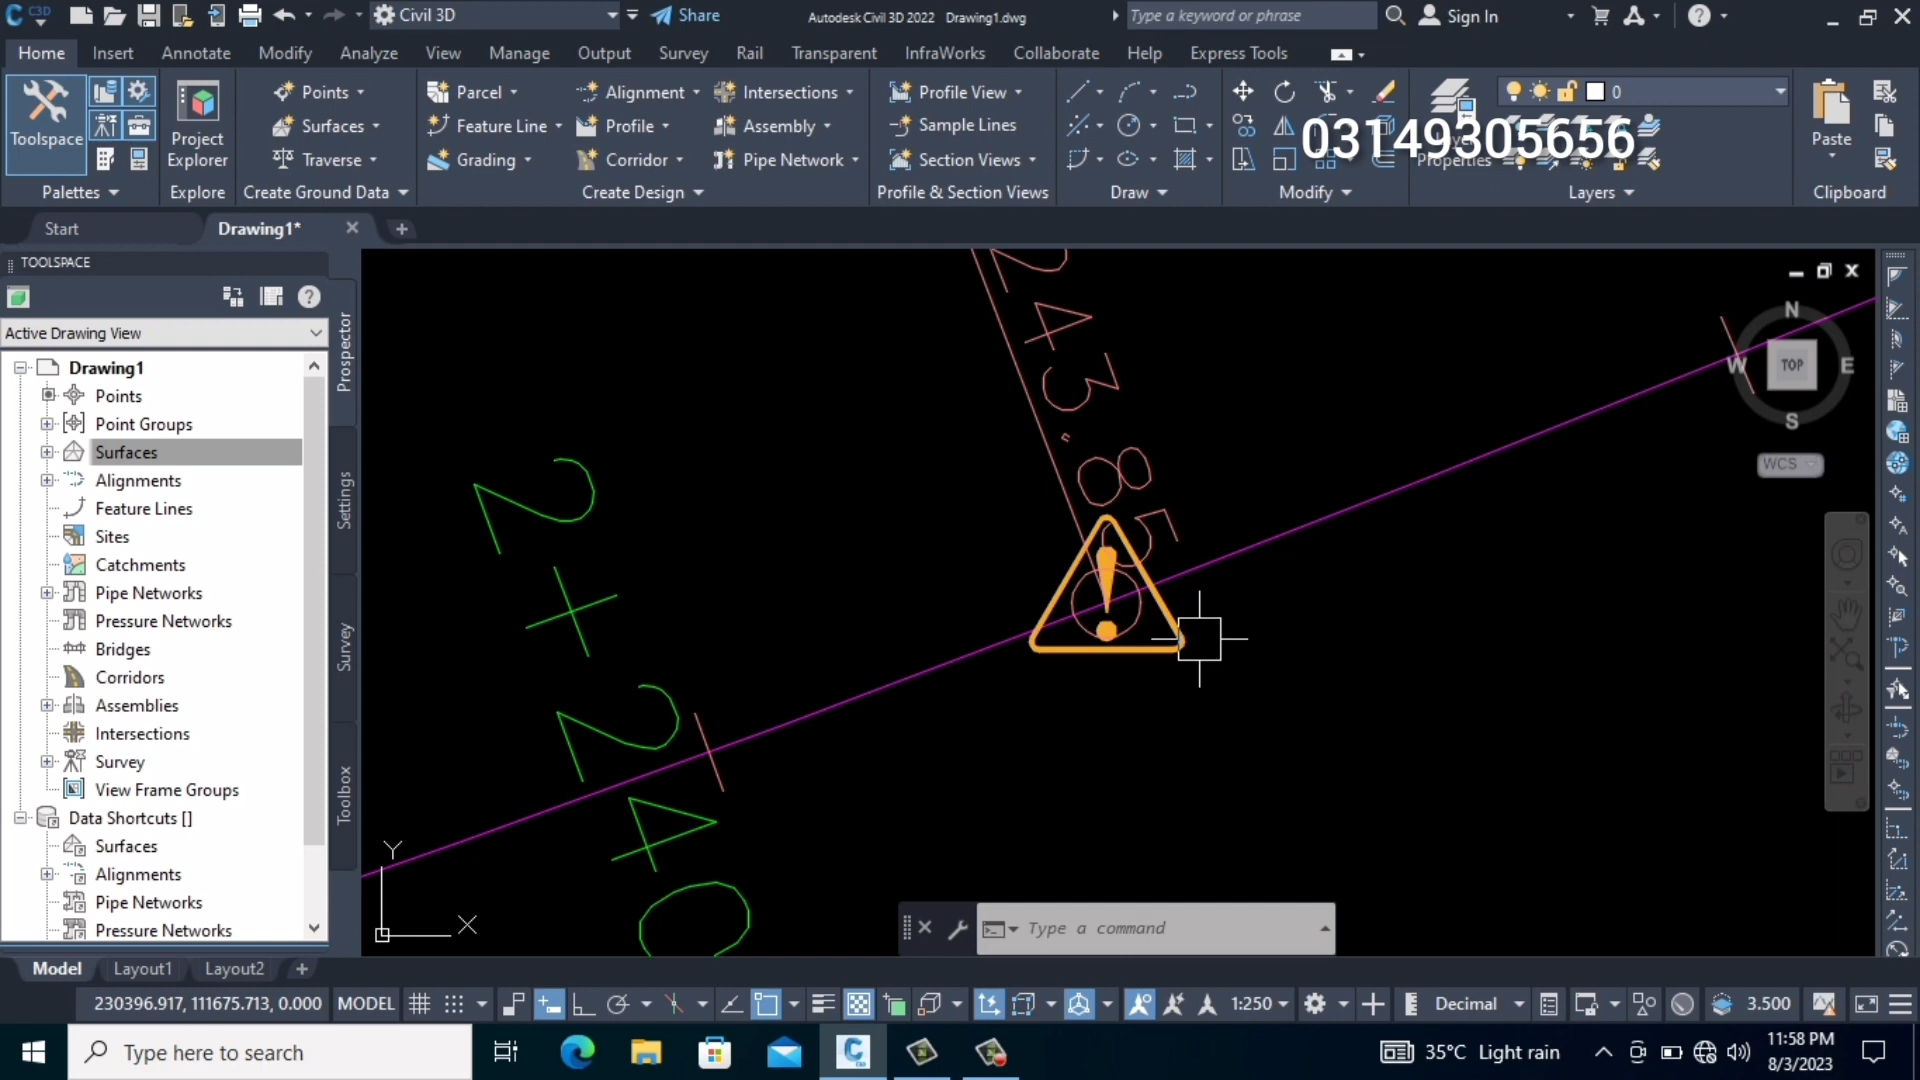 C3D
Civil 3D
Share
Autodesk Civil 3D 2022 Drawing1.dwg
Type a keyword or phrase
Sign In
Home Insert Annotate Modify Analyze View Manage Output Survey Rail Transparent InfraWorks Collaborate Help Express Tools
Toolspace
Palettes
Project Explorer
Explore
Points
Surfaces
Traverse
Create Ground Data
Parcel
Feature Line
Grading
Alignment
Profile
Corridor
Intersections
Assembly
Pipe Network
Create Design
Profile View
Sample Lines
Section Views
Profile & Section Views
Draw
Modify
0
Properties
Layers
Paste
Clipboard
03149305656
Start
Drawing1*
TOOLSPACE
Active Drawing View
Drawing1
Points
Point Groups
Surfaces
Alignments
Feature Lines
Sites
Catchments
Pipe Networks
Pressure Networks
Bridges
Corridors
Assemblies
Intersections
Survey
View Frame Groups
Data Shortcuts []
Surfaces
Alignments
Pipe Networks
Pressure Networks
Prospector
Settings
Survey
Toolbox
243.85
2+240
N
W TOP E
S
WCS
Y
X
Type a command
Model Layout1 Layout2
230396.917, 111675.713, 0.000 MODEL 1:250 Decimal 3.500
Type here to search
35°C Light rain
11:58 PM
8/3/2023